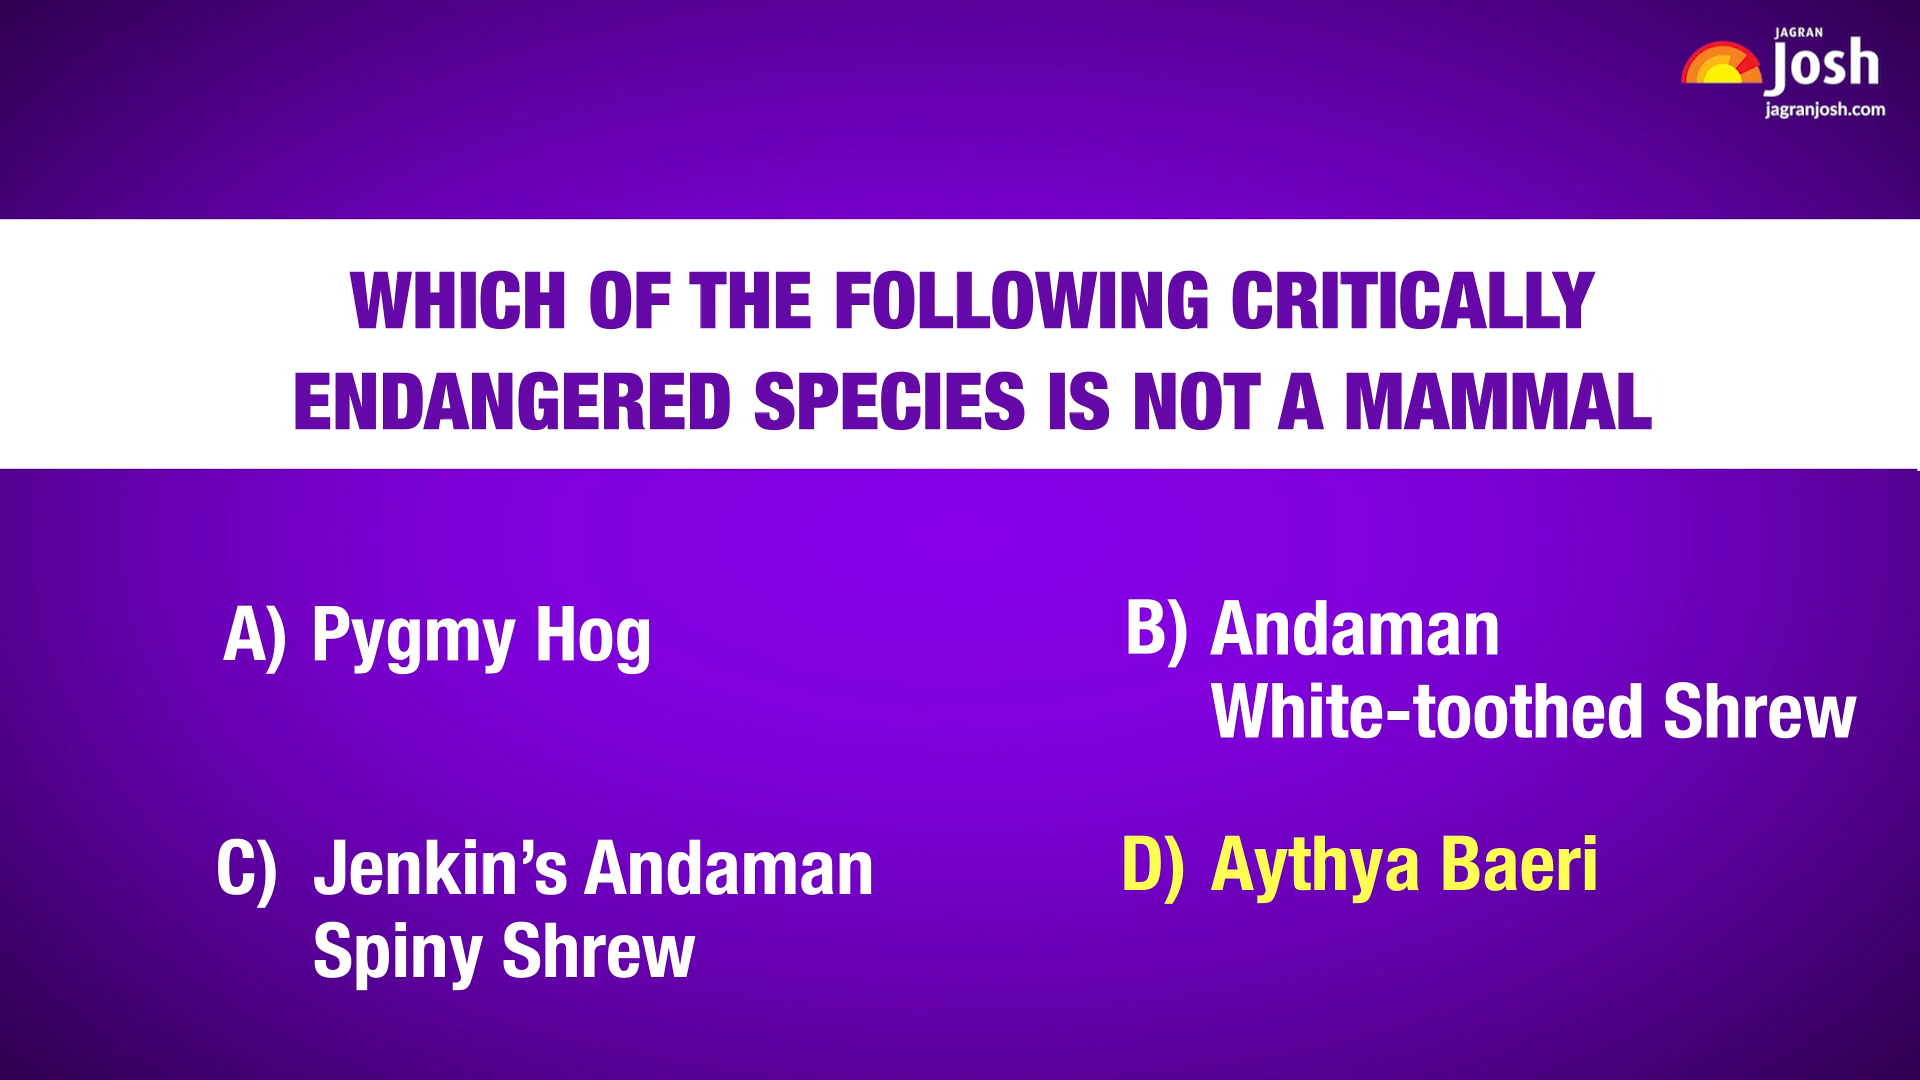 JAGRAN
Josh
jagranjosh.com
WHICH OF THE FOLLOWING CRITICALLY
ENDANGERED SPECIES IS NOT A MAMMAL
A) Pygmy Hog
B) Andaman
White-toothed Shrew
C) Jenkin’s Andaman
Spiny Shrew
D) Aythya Baeri